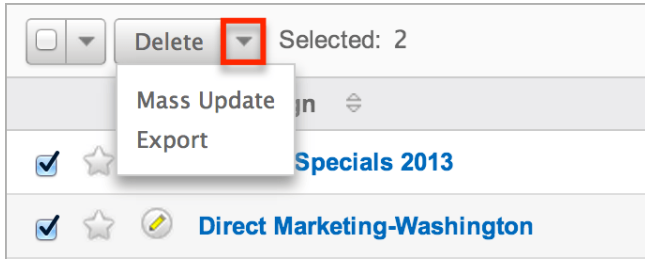 Delete Selected: 2
Mass Update
gn
Export
Specials 2013
Direct Marketing-Washington